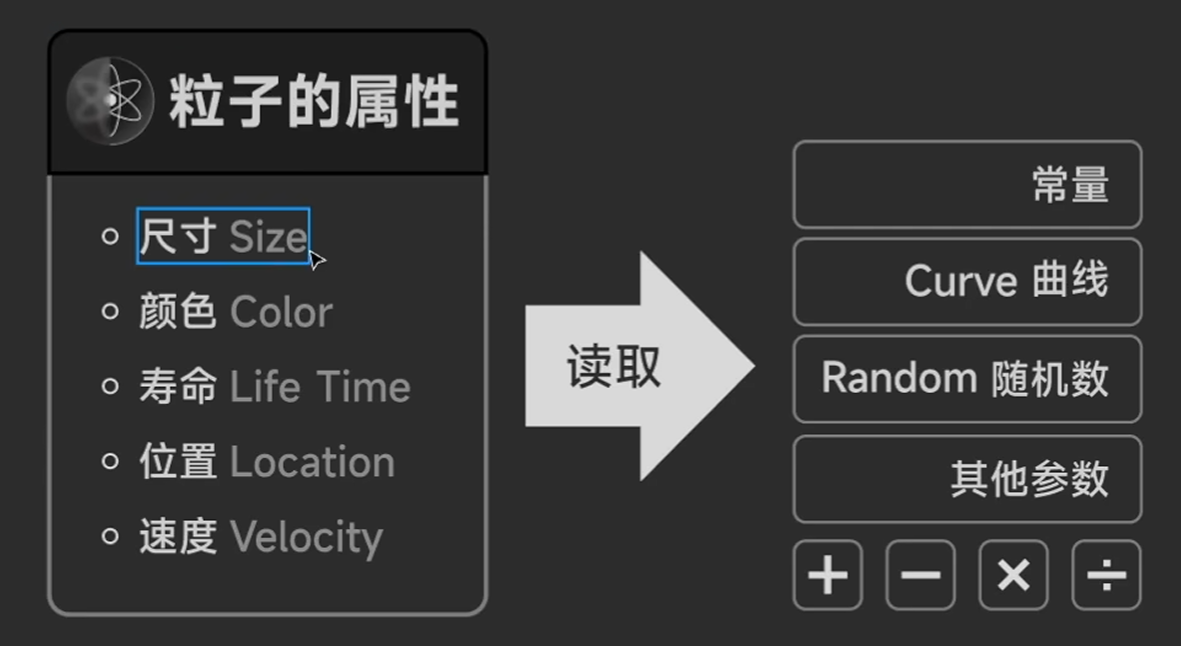 粒子的属性
尺寸 Size
颜色 Color
寿命 Life Time
位置 Location
速度 Velocity
读取
常量
Curve 曲线
Random 随机数
其他参数
+ − × ÷